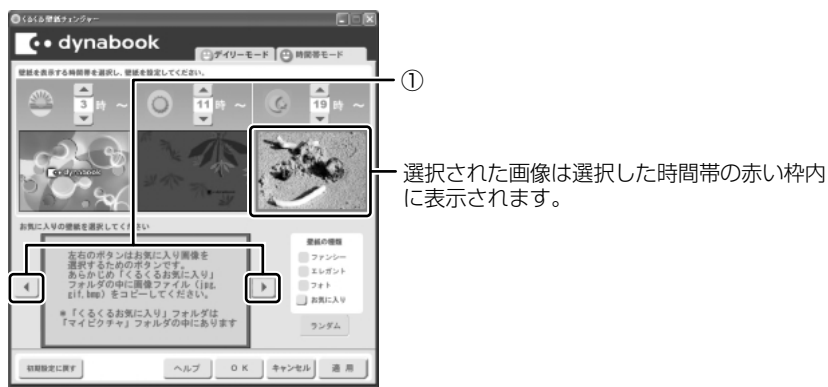 くるくる壁紙チェンジャー
dynabook
デイリーモード
時間帯モード
壁紙を表示する時間帯を選択し、壁紙を設定してください。
3 時 ～
11 時 ～
19 時 ～
①
dynabook
選択された画像は選択した時間帯の赤い枠内
に表示されます。
お気に入りの壁紙を選択してください
左右のボタンはお気に入り画像を
選択するためのボタンです。
あらかじめ「くるくるお気に入り」
フォルダの中に画像ファイル（jpg,
gif,bmp）をコピーしてください。
※「くるくるお気に入り」フォルダは
「マイピクチャ」フォルダの中にあります
壁紙の種類
ファンシー
エレガント
フォト
お気に入り
ランダム
初期設定に戻す
ヘルプ
ＯＫ
キャンセル
適 用